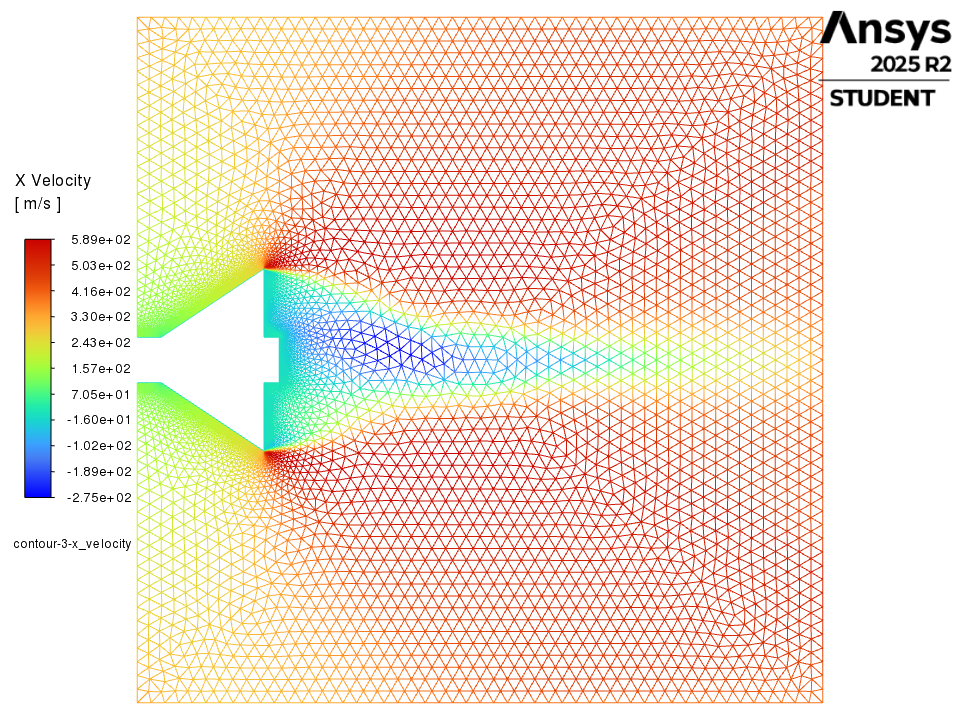 Ansys
2025 R2
STUDENT
X Velocity
[ m/s ]
5.89e+02
5.03e+02
4.16e+02
3.30e+02
2.43e+02
1.57e+02
7.05e+01
-1.60e+01
-1.02e+02
-1.89e+02
-2.75e+02
contour-3-x_velocity